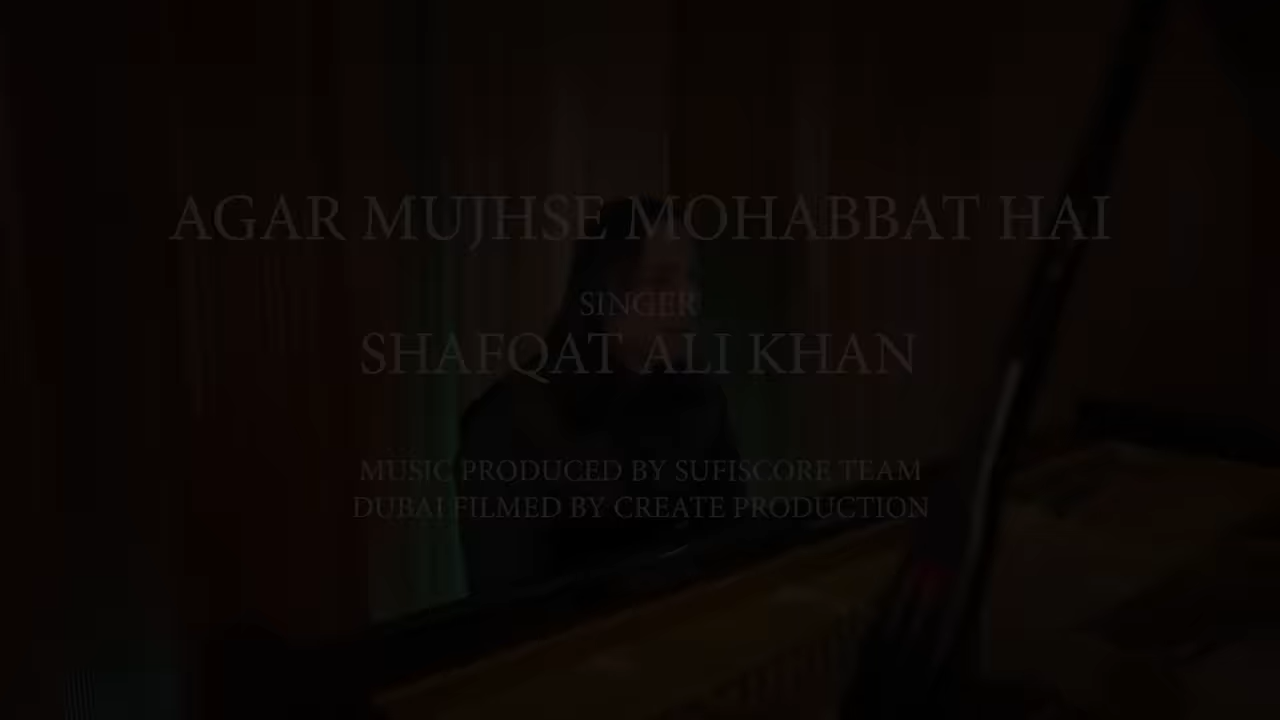 AGAR MUJHSE MOHABBAT HAI
SINGER
SHAFQAT ALI KHAN
MUSIC PRODUCED BY SUFISCORE TEAM
DUBAI FILMED BY CREATE PRODUCTION